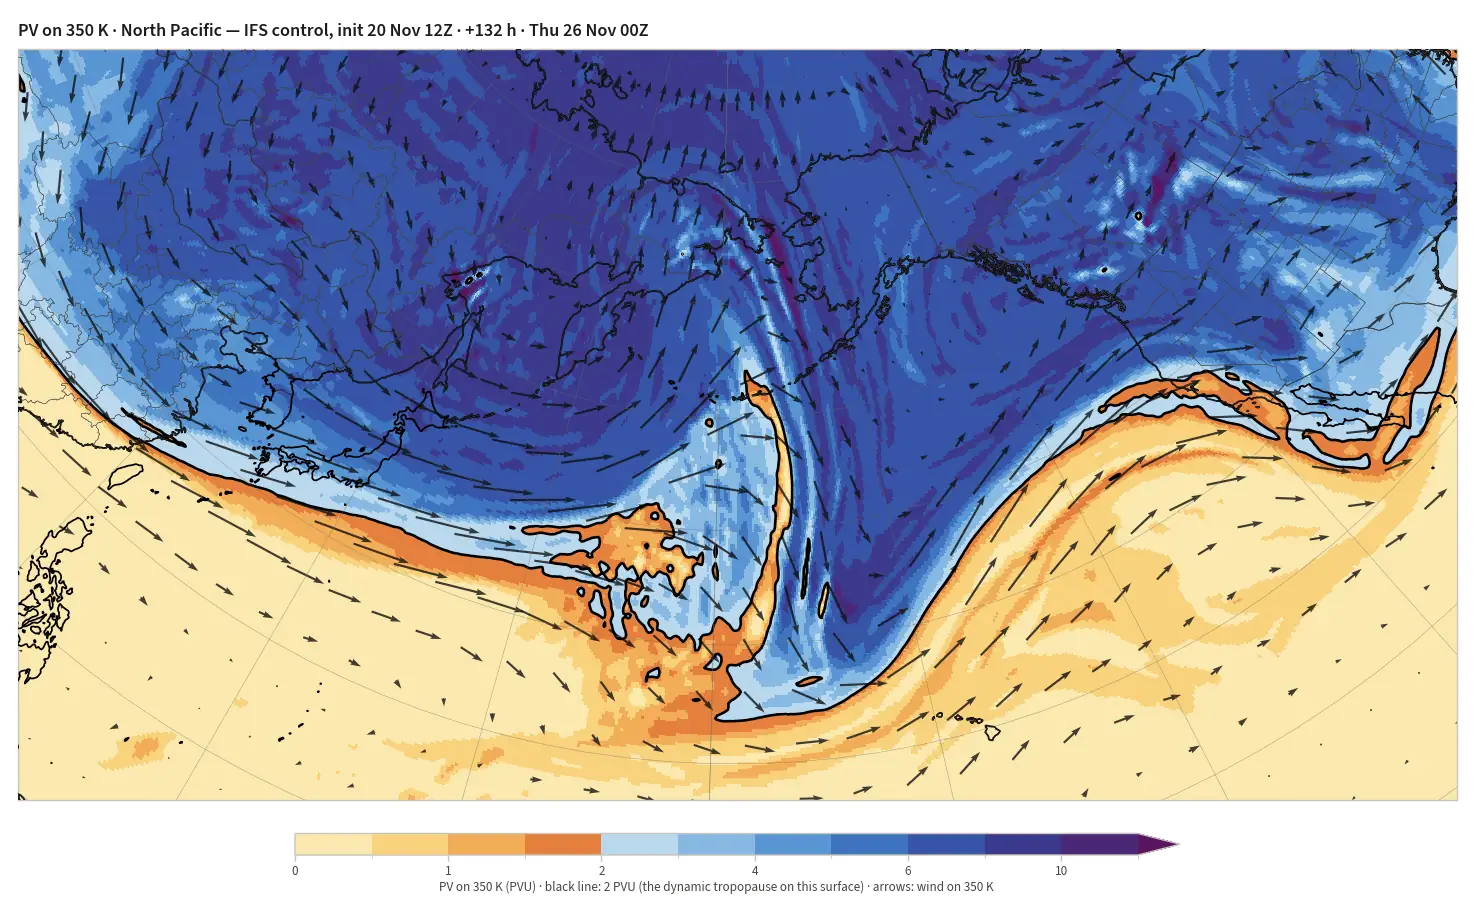 PV on 350 K · North Pacific — IFS control, init 20 Nov 12Z · +132 h · Thu 26 Nov 00Z
0 1 2 4 6 10
PV on 350 K (PVU) · black line: 2 PVU (the dynamic tropopause on this surface) · arrows: wind on 350 K